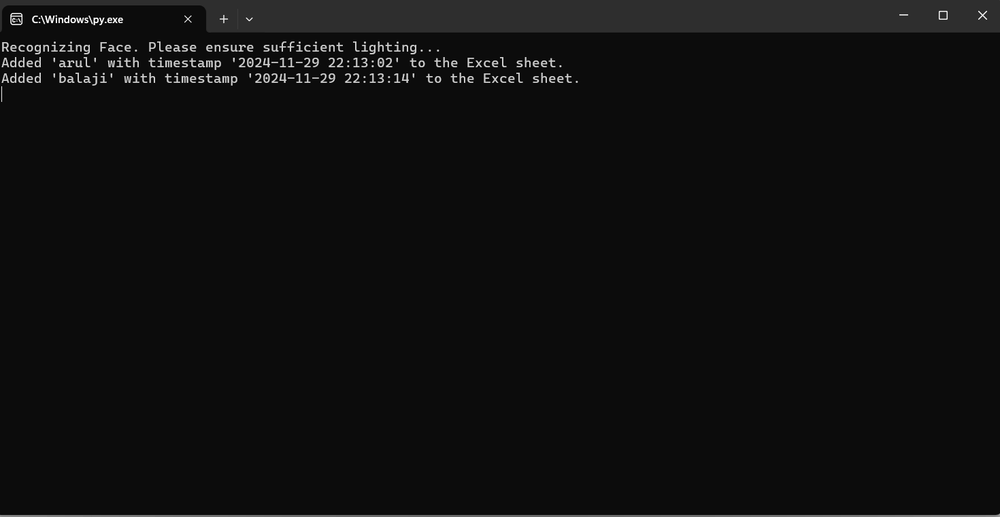 C:\Windows\py.exe
Recognizing Face. Please ensure sufficient lighting...
Added 'arul' with timestamp '2024-11-29 22:13:02' to the Excel sheet.
Added 'balaji' with timestamp '2024-11-29 22:13:14' to the Excel sheet.